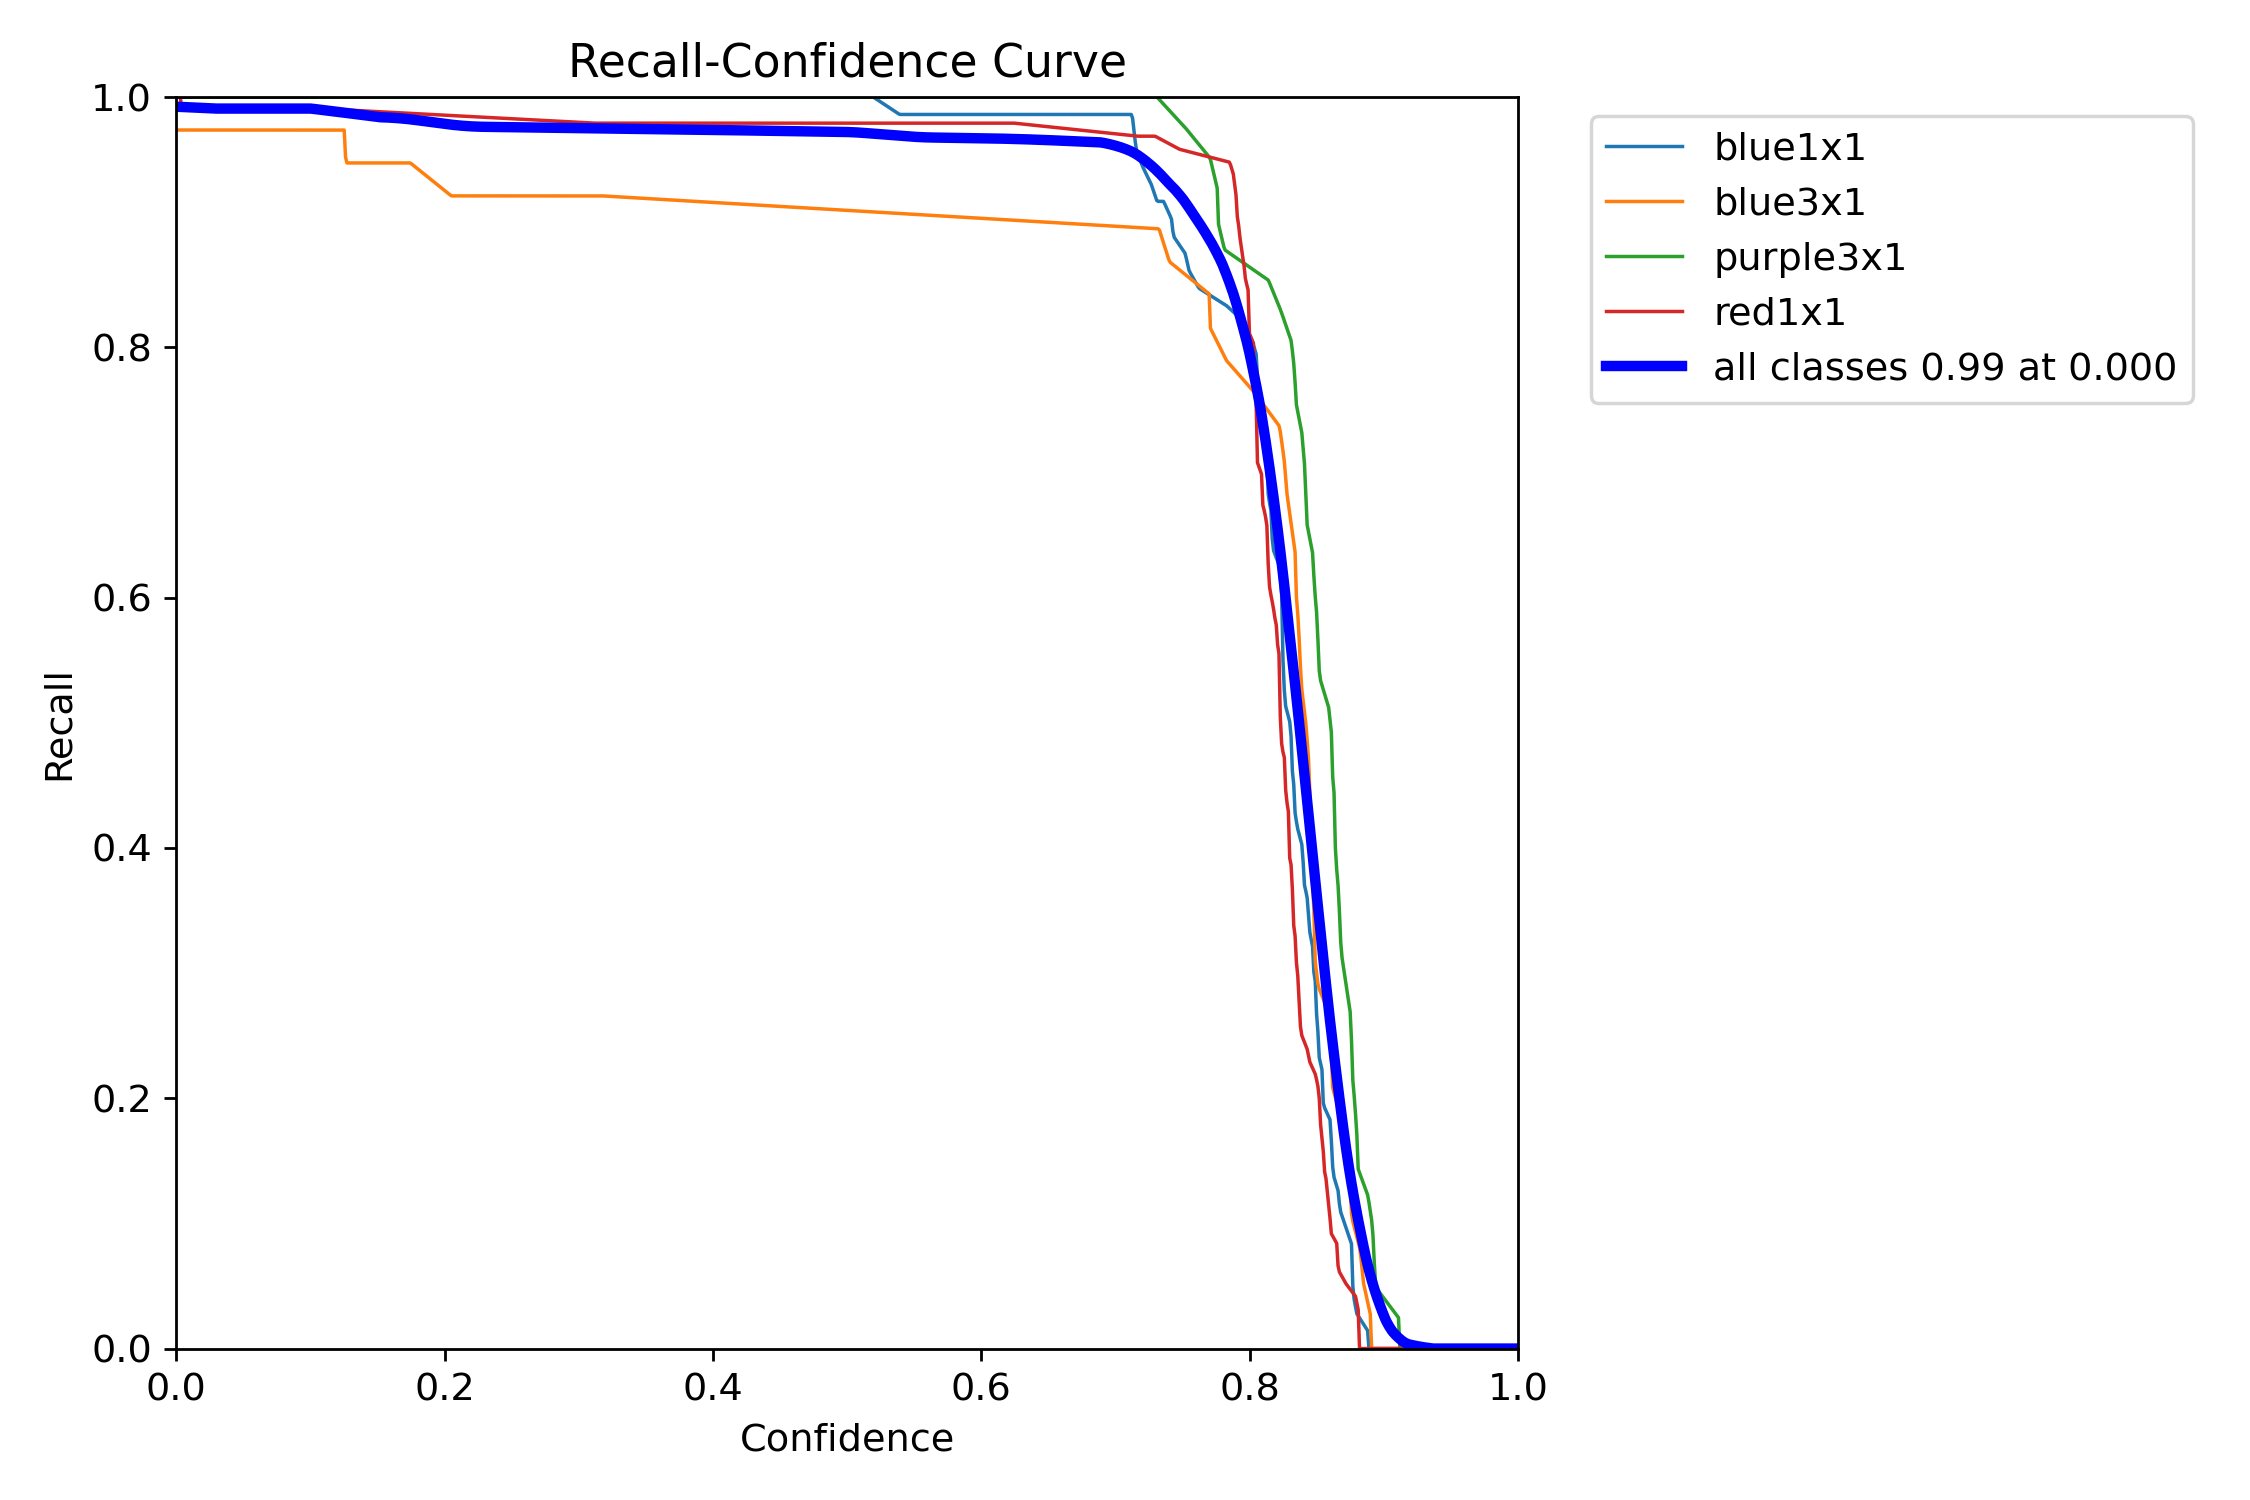 Recall-Confidence Curve
1.0
0.8
0.6
0.4
0.2
0.0
Recall
0.0 0.2 0.4 0.6 0.8 1.0
Confidence
blue1x1
blue3x1
purple3x1
red1x1
all classes 0.99 at 0.000